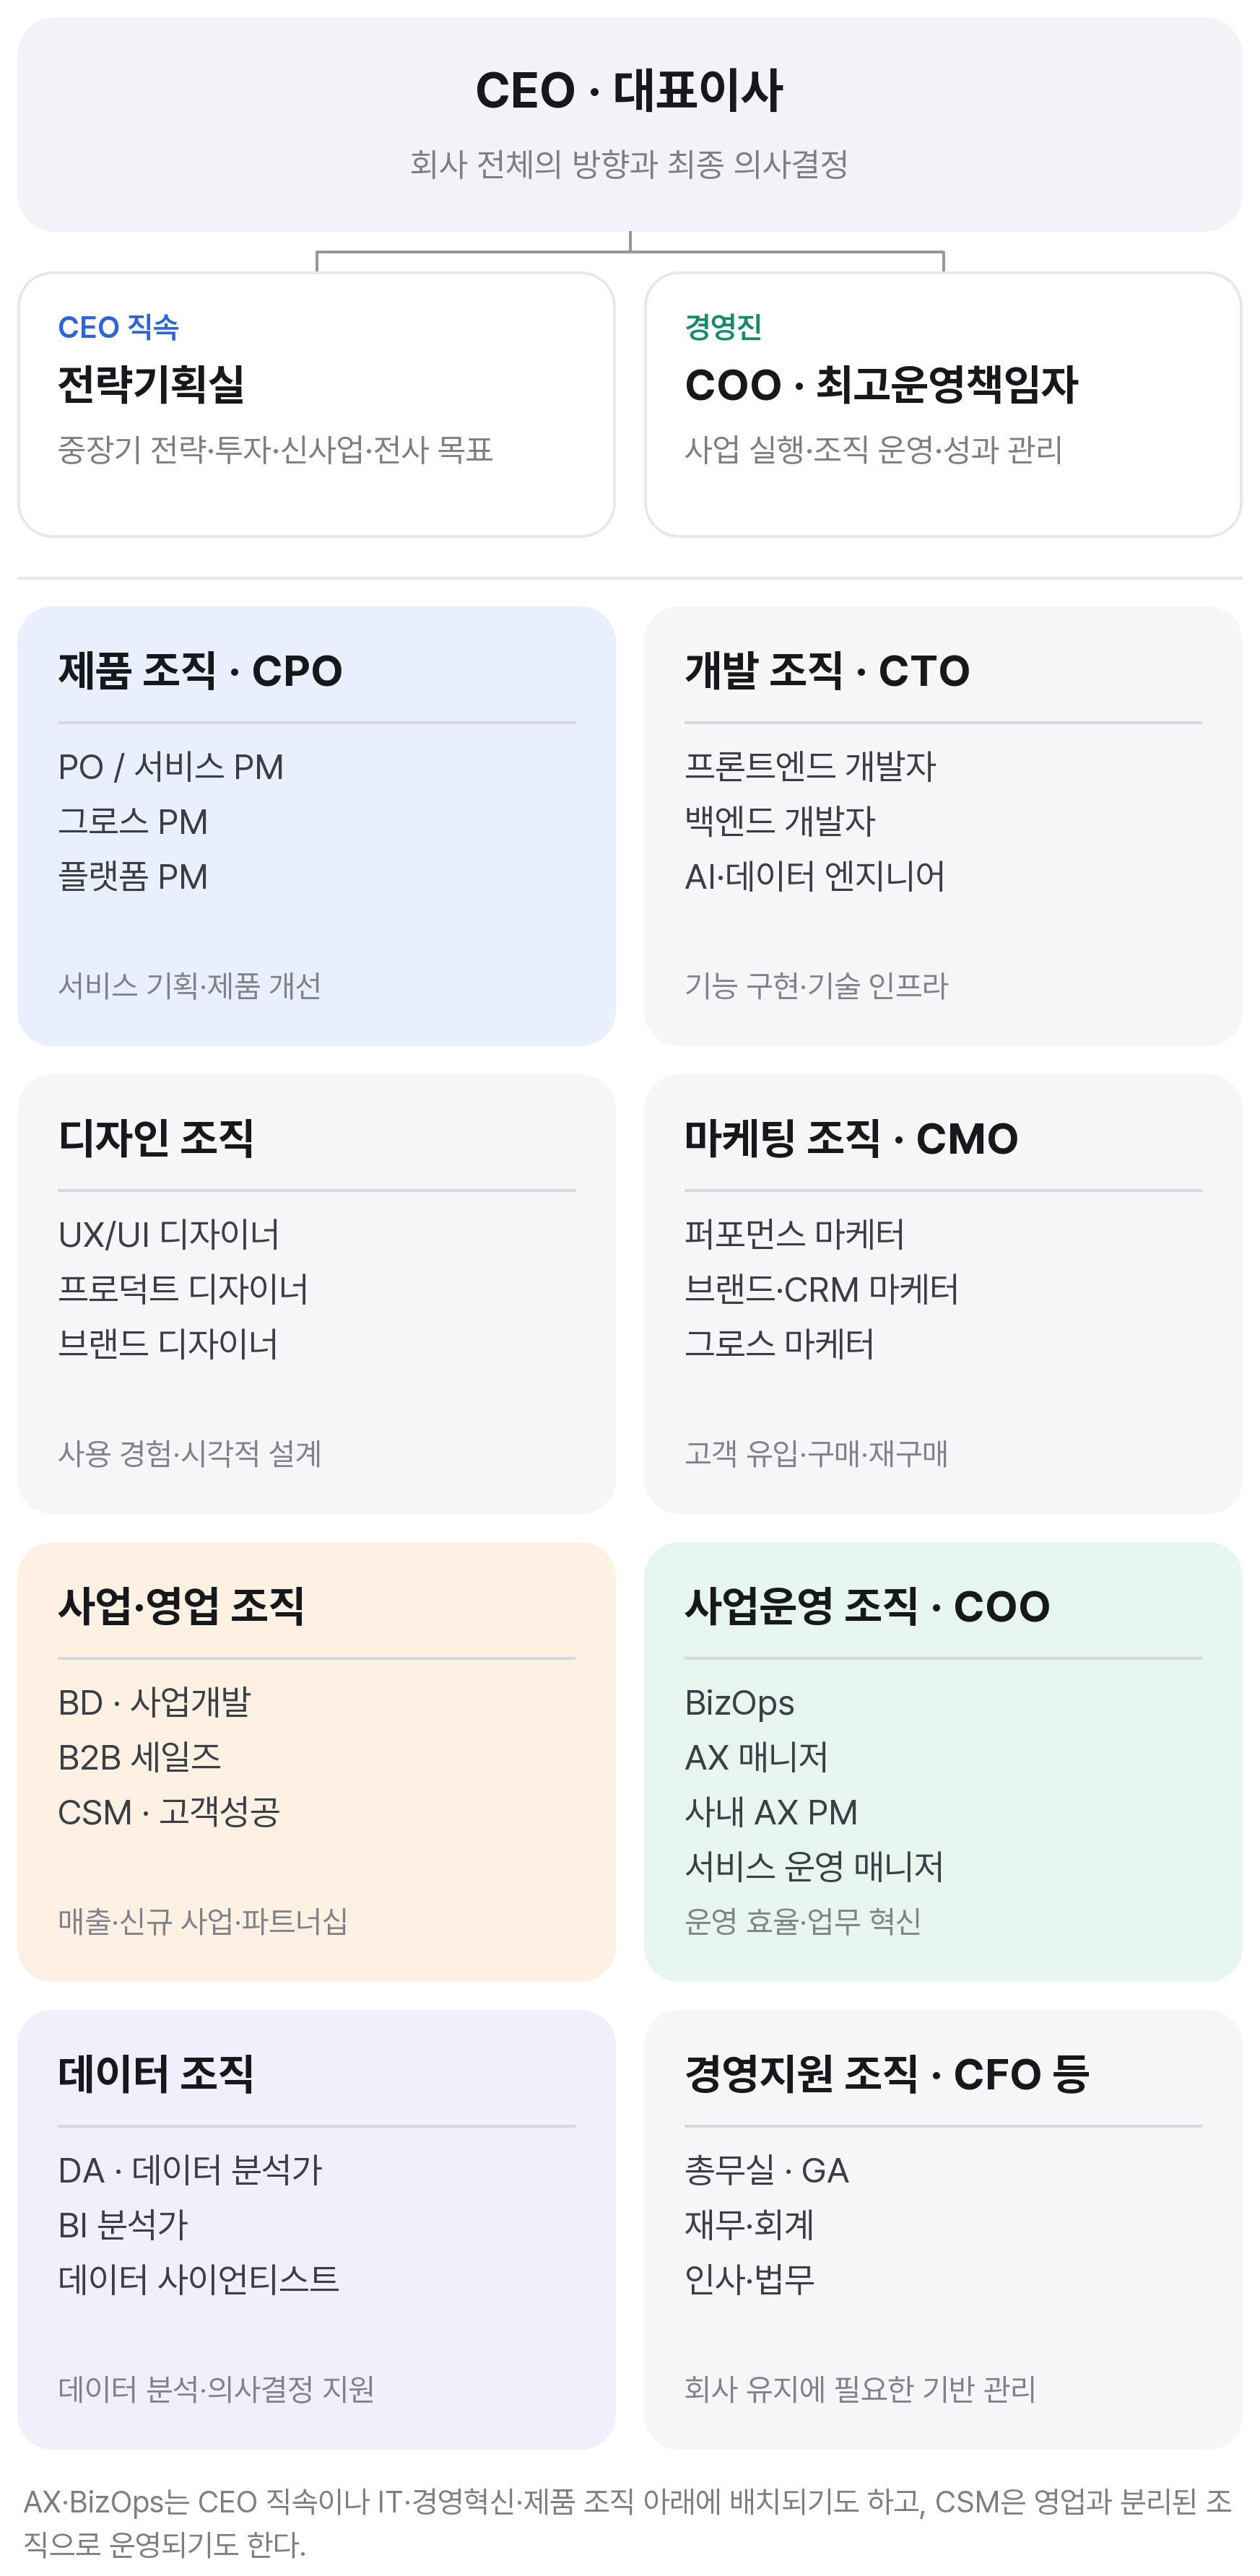 CEO · 대표이사
회사 전체의 방향과 최종 의사결정
CEO 직속
전략기획실
중장기 전략·투자·신사업·전사 목표
경영진
COO · 최고운영책임자
사업 실행·조직 운영·성과 관리
제품 조직 · CPO
PO / 서비스 PM
그로스 PM
플랫폼 PM
서비스 기획·제품 개선
개발 조직 · CTO
프론트엔드 개발자
백엔드 개발자
AI·데이터 엔지니어
기능 구현·기술 인프라
디자인 조직
UX/UI 디자이너
프로덕트 디자이너
브랜드 디자이너
사용 경험·시각적 설계
마케팅 조직 · CMO
퍼포먼스 마케터
브랜드·CRM 마케터
그로스 마케터
고객 유입·구매·재구매
사업·영업 조직
BD · 사업개발
B2B 세일즈
CSM · 고객성공
매출·신규 사업·파트너십
사업운영 조직 · COO
BizOps
AX 매니저
사내 AX PM
서비스 운영 매니저
운영 효율·업무 혁신
데이터 조직
DA · 데이터 분석가
BI 분석가
데이터 사이언티스트
데이터 분석·의사결정 지원
경영지원 조직 · CFO 등
총무실 · GA
재무·회계
인사·법무
회사 유지에 필요한 기반 관리
AX·BizOps는 CEO 직속이나 IT·경영혁신·제품 조직 아래에 배치되기도 하고, CSM은 영업과 분리된 조
직으로 운영되기도 한다.